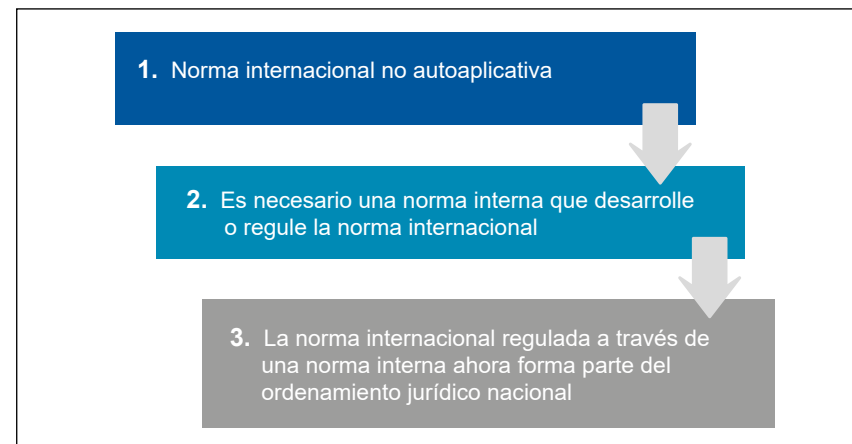 1. Norma internacional no autoaplicativa
2. Es necesario una norma interna que desarrolle
o regule la norma internacional
3. La norma internacional regulada a través de
una norma interna ahora forma parte del
ordenamiento jurídico nacional